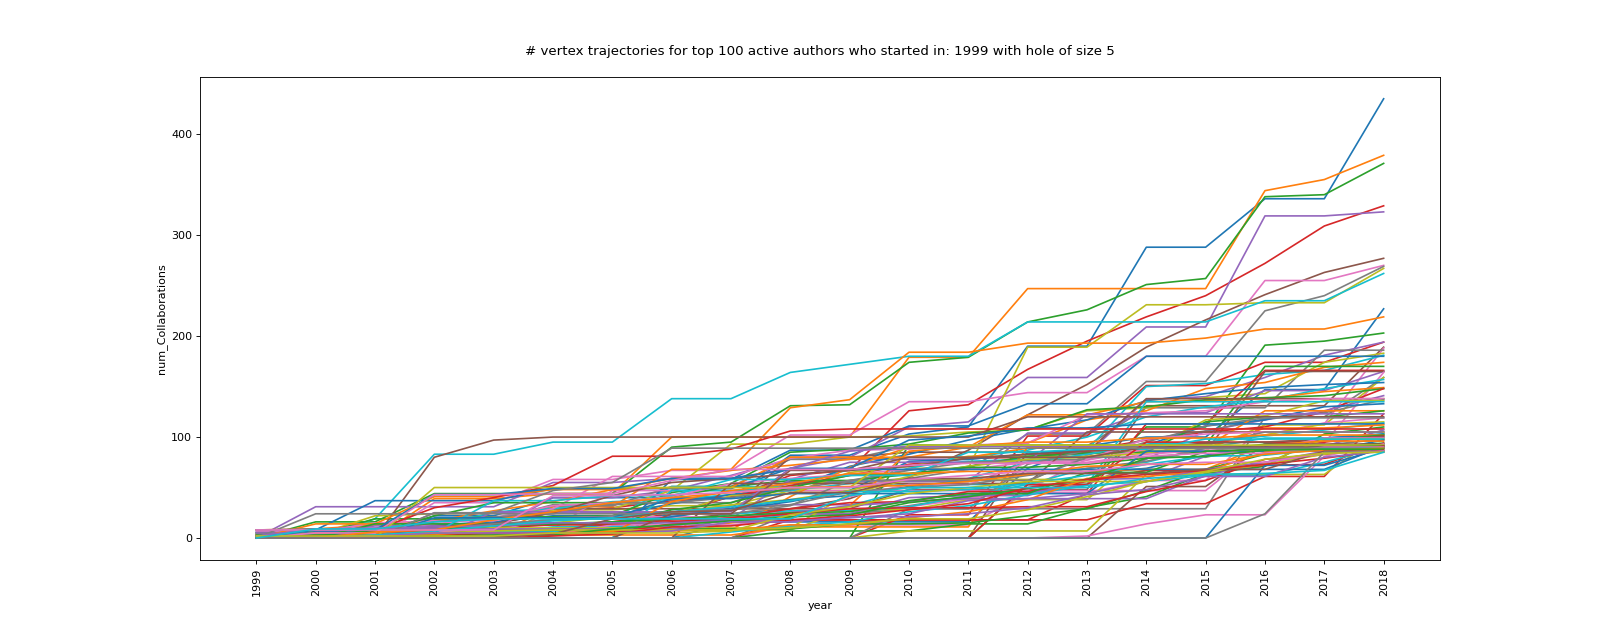 # vertex trajectories for top 100 active authors who started in: 1999 with hole of size 5
400
300
200
100
0
num_Collaborations
1999 2000 2001 2002 2003 2004 2005 2006 2007 2008 2009 2010 2011 2012 2013 2014 2015 2016 2017 2018
year